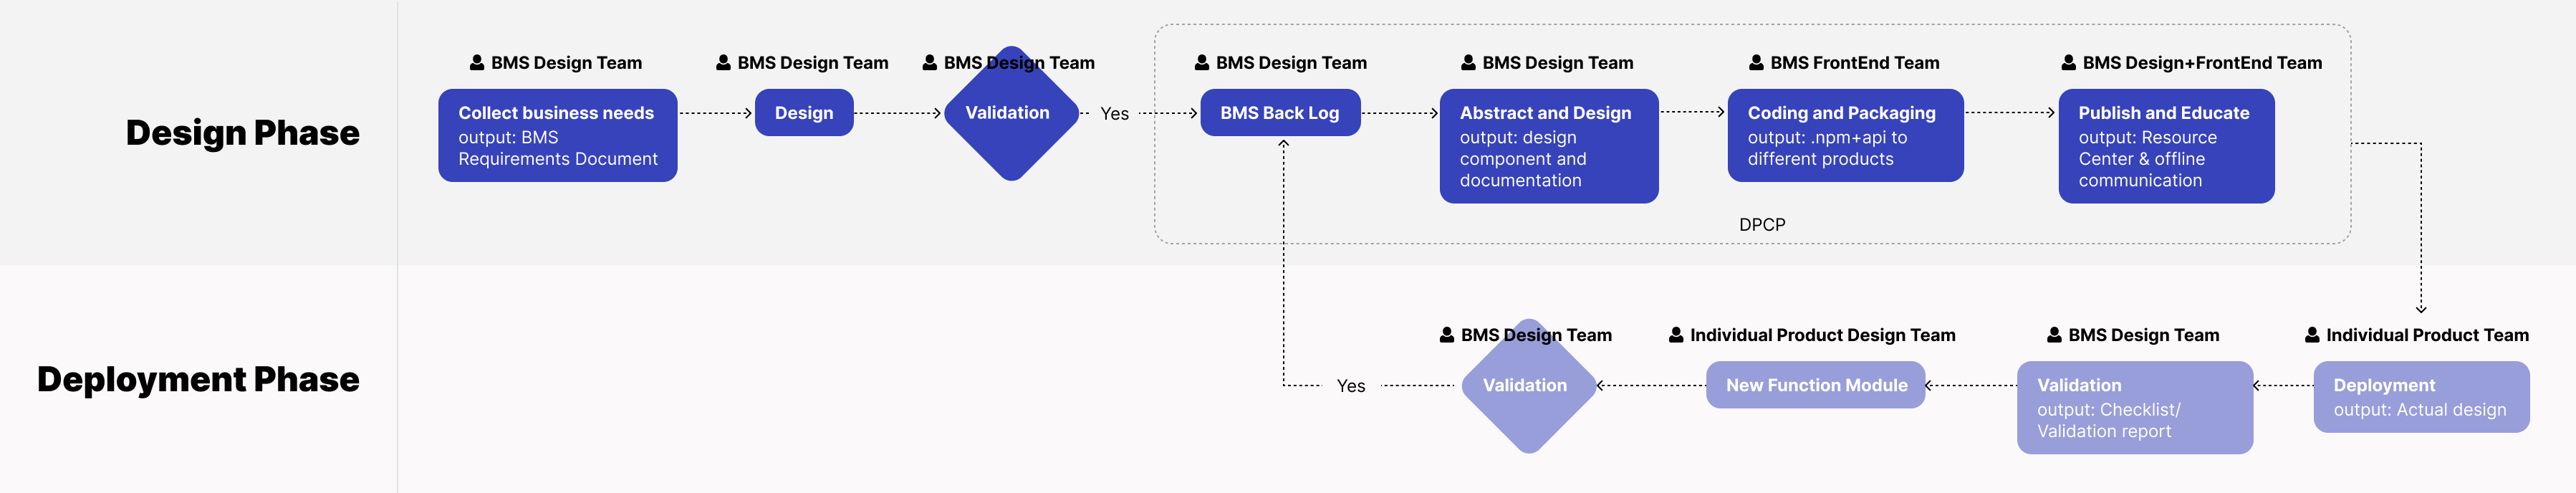 Design Phase
BMS Design Team
Collect business needs
output: BMS
Requirements Document
BMS Design Team
Design
BMS Design Team
Validation
Yes
BMS Design Team
BMS Back Log
BMS Design Team
Abstract and Design
output: design
component and
documentation
BMS FrontEnd Team
Coding and Packaging
output: .npm+api to
different products
BMS Design+FrontEnd Team
Publish and Educate
output: Resource
Center & offline
communication
DPCP
Deployment Phase
Yes
BMS Design Team
Validation
Individual Product Design Team
New Function Module
BMS Design Team
Validation
output: Checklist/
Validation report
Individual Product Team
Deployment
output: Actual design